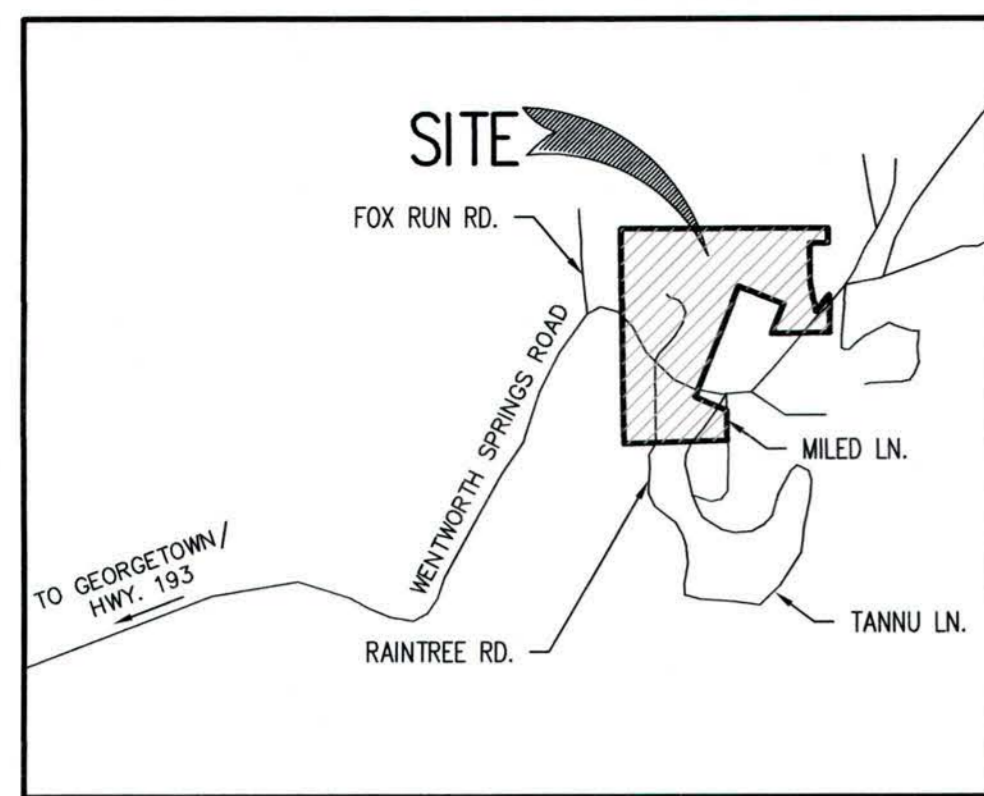 SITE
FOX RUN RD.
WENTWORTH SPRINGS ROAD
MILED LN.
TO GEORGETOWN/
HWY. 193
TANNU LN.
RAINTREE RD.